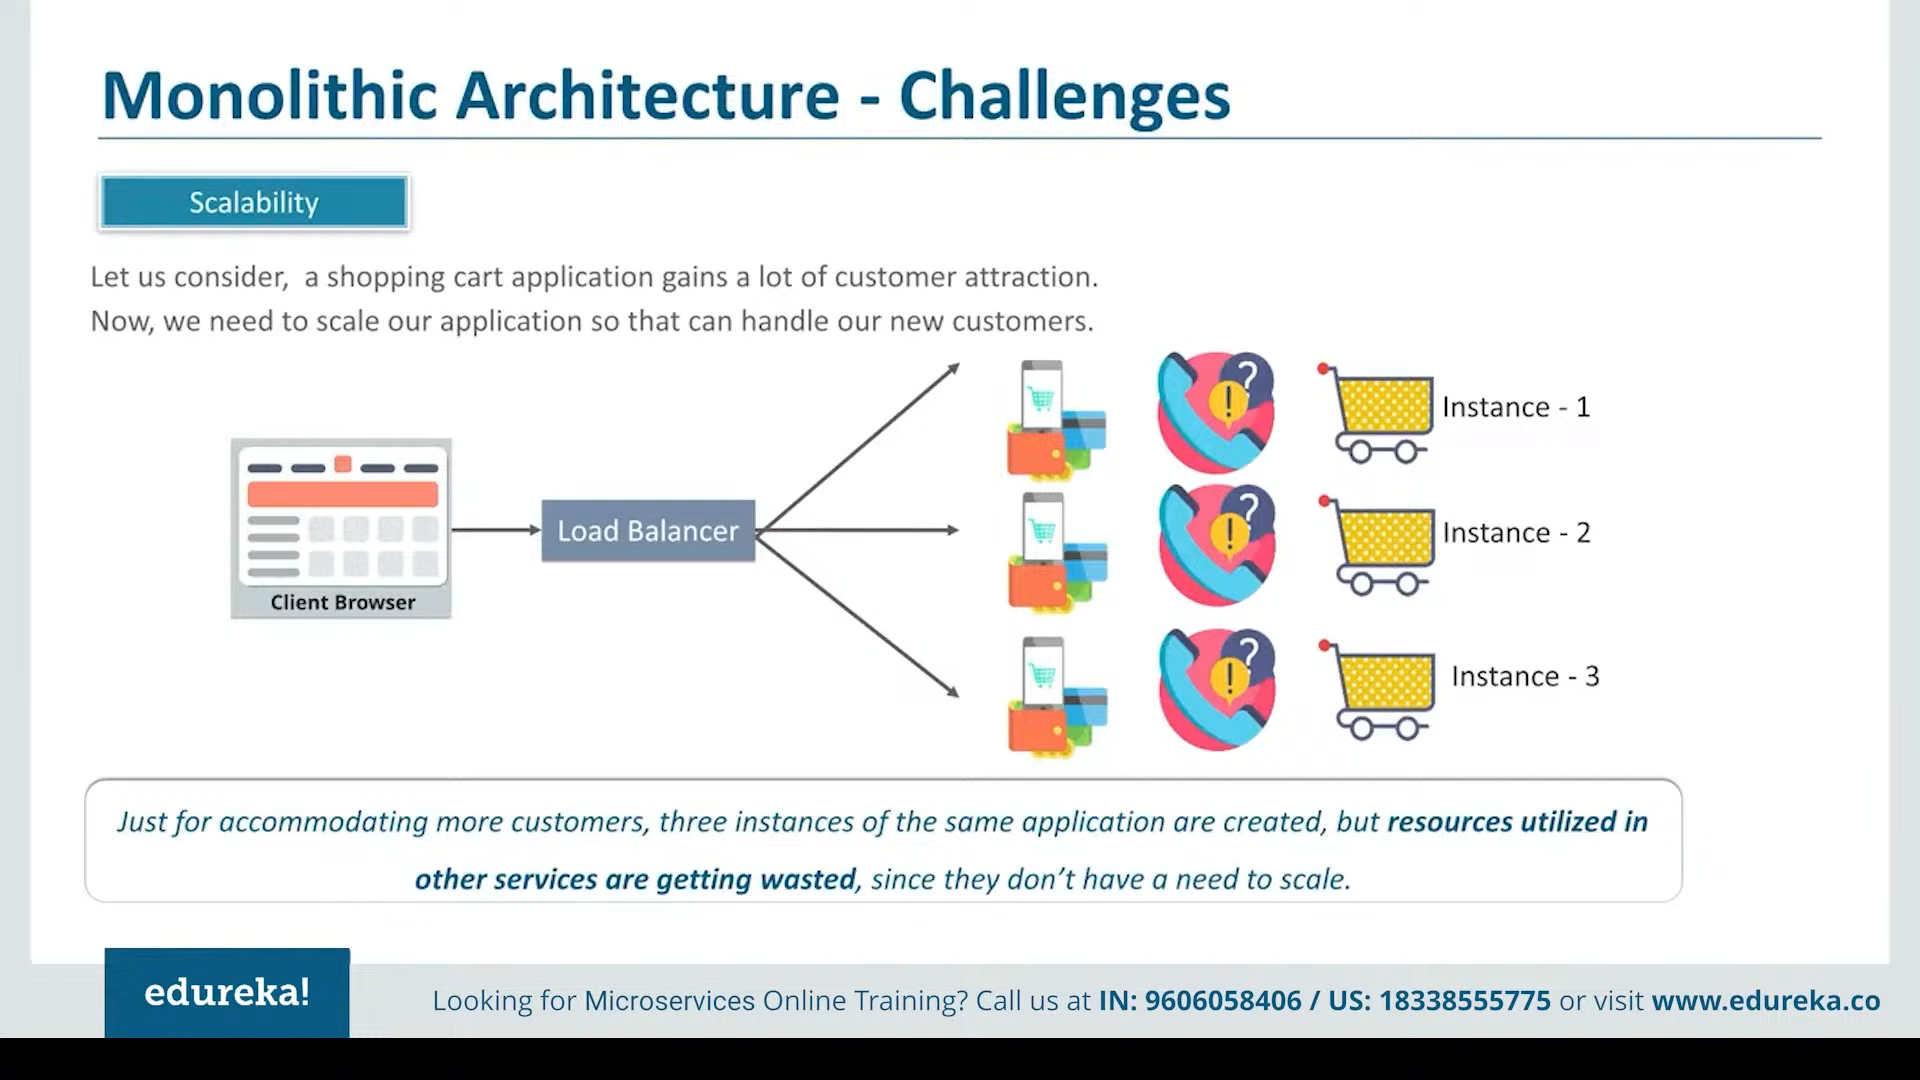 Monolithic Architecture - Challenges
Scalability
Let us consider, a shopping cart application gains a lot of customer attraction.
Now, we need to scale our application so that can handle our new customers.
Client Browser
Load Balancer
Instance - 1
Instance - 2
Instance - 3
Just for accommodating more customers, three instances of the same application are created, but resources utilized in
other services are getting wasted, since they don't have a need to scale.
edureka!
Looking for Microservices Online Training? Call us at IN: 9606058406 / US: 18338555775 or visit www.edureka.co